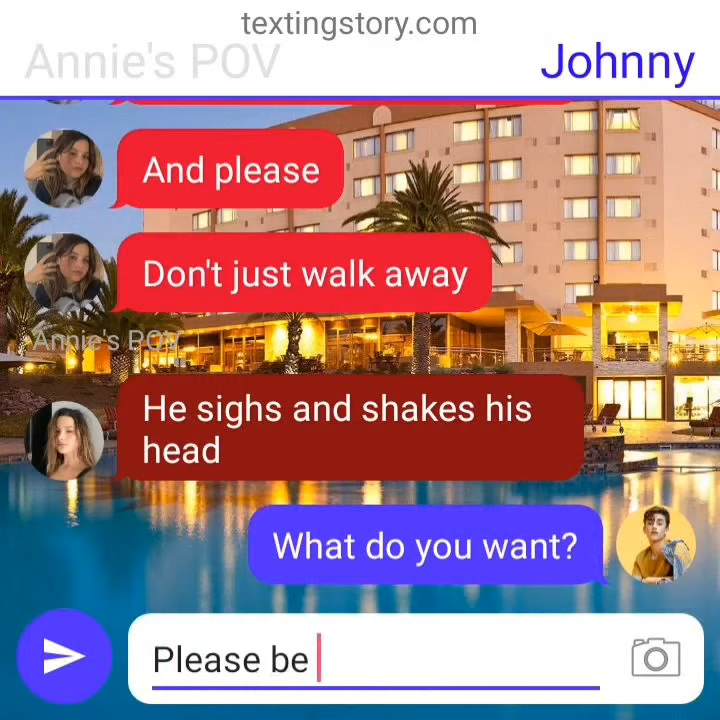 textingstory.com
Annie's POV
Johnny
And please
Don't just walk away
Annie's POV
He sighs and shakes his
head
What do you want?
Please be